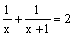 1/x + 1/(x+1) = 2